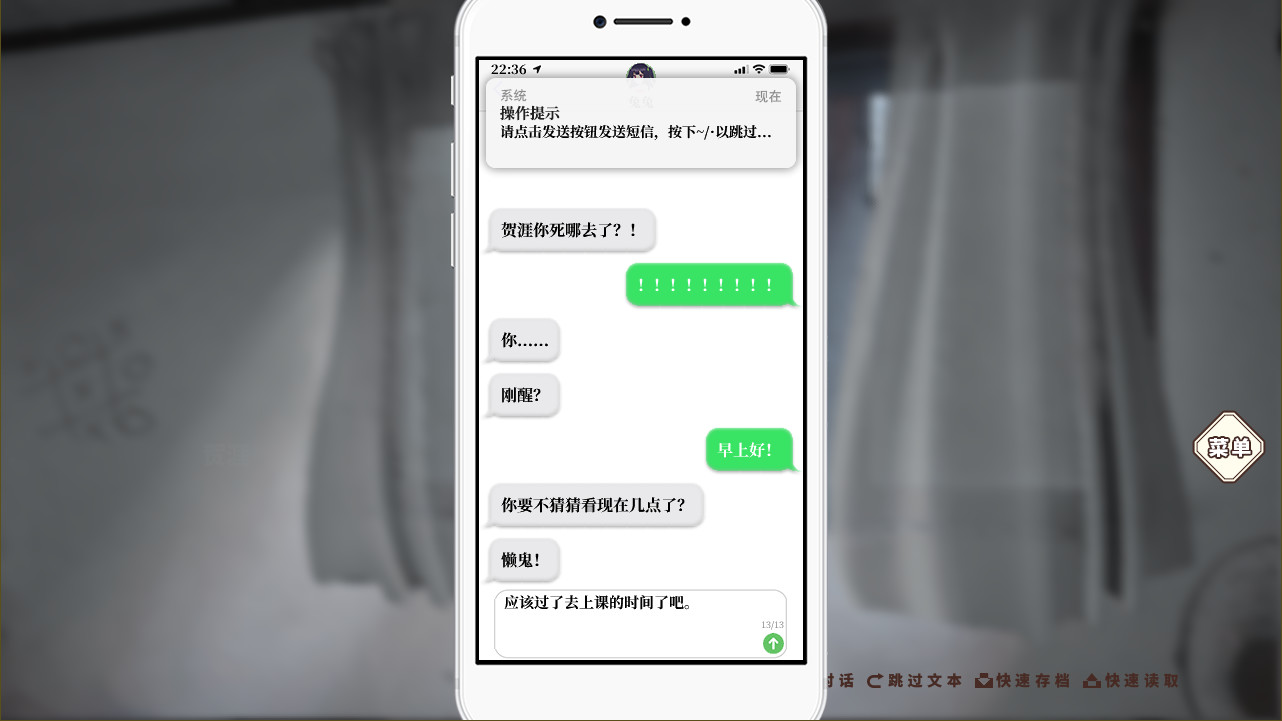 22:36
系统
现在
操作提示
请点击发送按钮发送短信，按下~/·以跳过...
贺涯你死哪去了？！
！！！！！！！！！
你……
刚醒？
早上好！
你要不猜猜看现在几点了？
懒鬼！
应该过了去上课的时间了吧。
13/13
菜单
对话 跳过文本 快速存档 快速读取